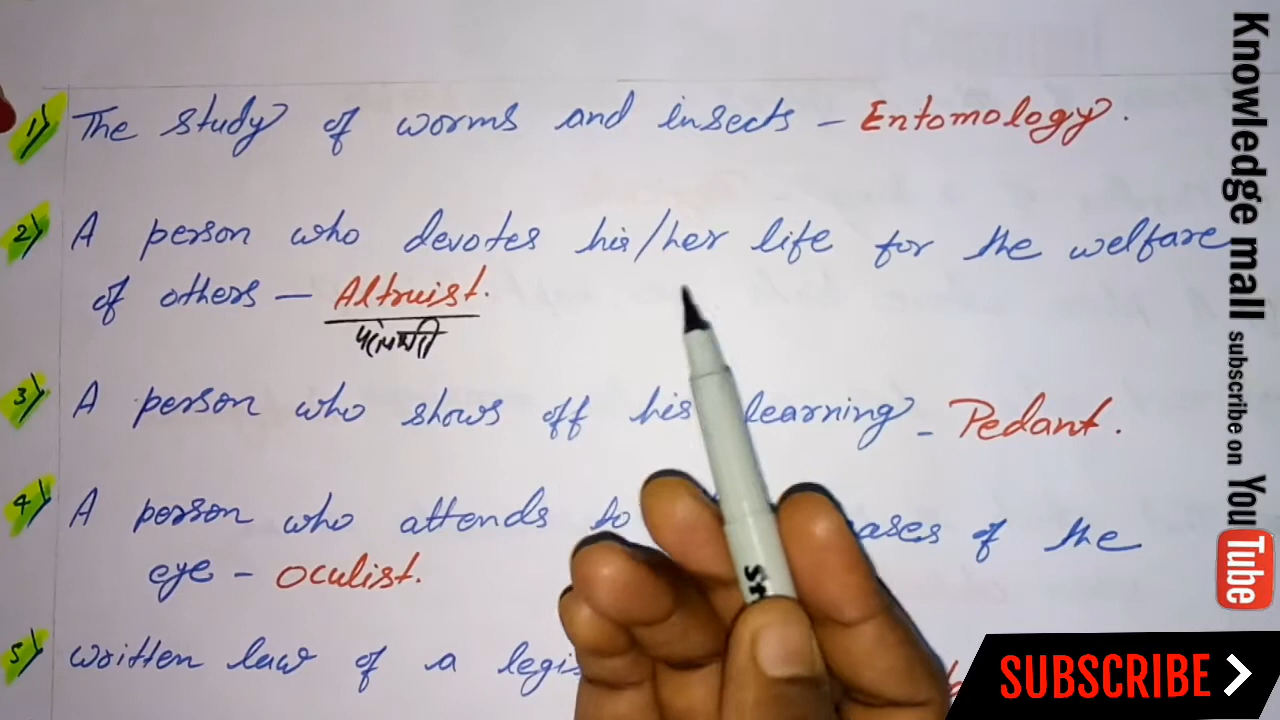 1) The study of worms and insects - Entomology.
2) A person who devotes his/her life for the welfare
of others - Altruist.
3) A person who shows off his learning - Pedant.
4) A person who attends to ases of the
eye - Oculist.
5) written law of a legis
Knowledge mall subscribe on YouTube
SUBSCRIBE